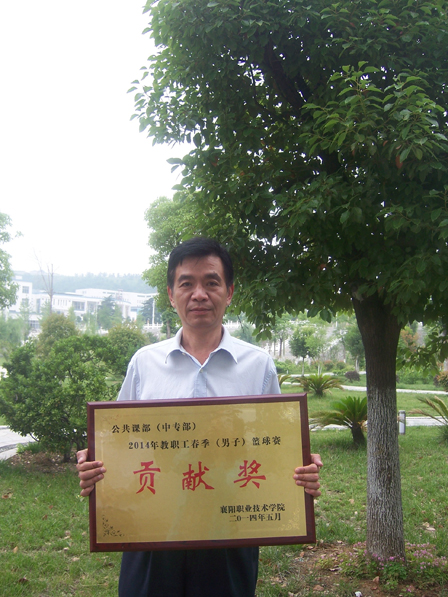 公共课部（中专部）
2014年教职工春季（男子）篮球赛
贡献奖
襄阳职业技术学院
二〇一四年五月